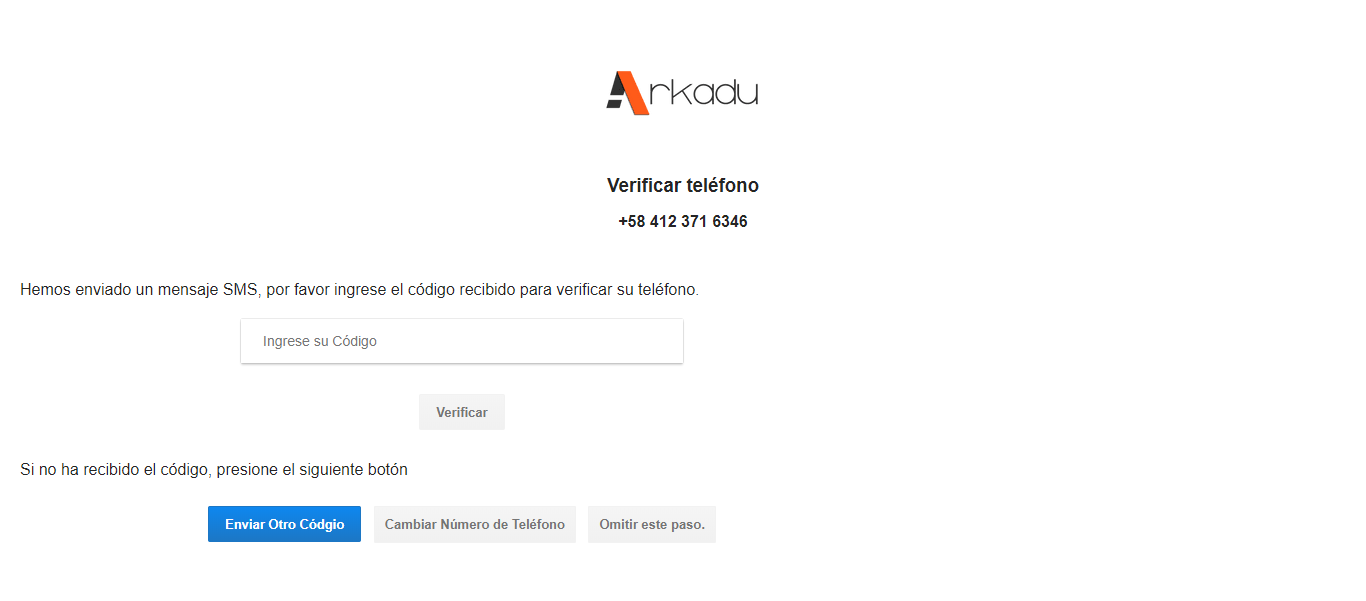 Arkadu
Verificar teléfono
+58 412 371 6346
Hemos enviado un mensaje SMS, por favor ingrese el código recibido para verificar su teléfono.
Ingrese su Código
Verificar
Si no ha recibido el código, presione el siguiente botón
Enviar Otro Códgio Cambiar Número de Teléfono Omitir este paso.